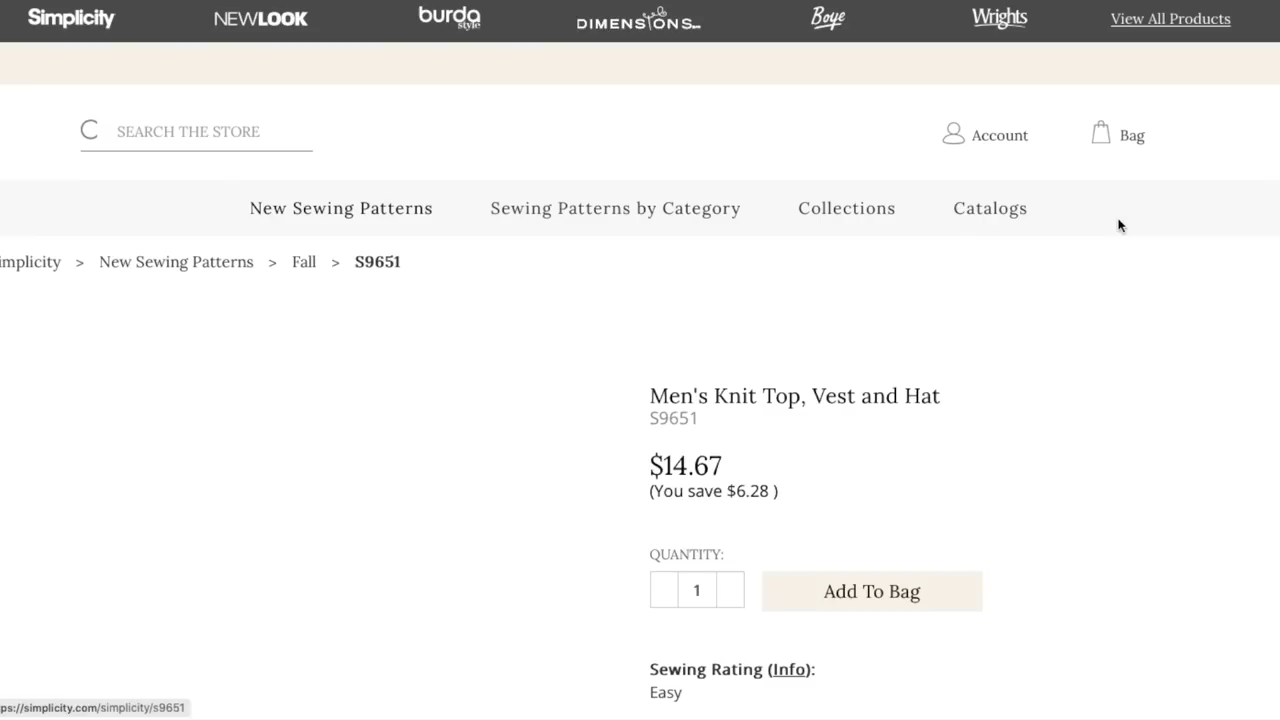 Simplicity NEWLOOK burda style DIMENSIONS Boye Wrights View All Products
SEARCH THE STORE
Account Bag
New Sewing Patterns Sewing Patterns by Category Collections Catalogs
implicity > New Sewing Patterns > Fall > S9651
Men's Knit Top, Vest and Hat
S9651
$14.67
(You save $6.28 )
QUANTITY:
1 Add To Bag
Sewing Rating (Info):
Easy
ps://simplicity.com/simplicity/s9651